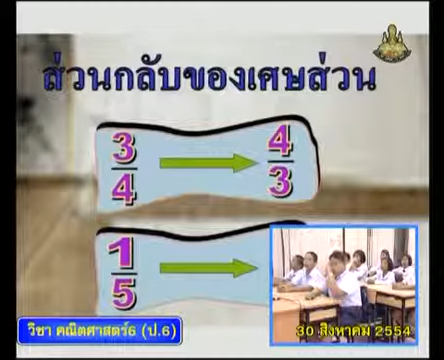 ส่วนกลับของเศษส่วน
3/4 → 4/3
1/5 →
วิชา คณิตศาสตร์6 (ป.6)
30 สิงหาคม 2554